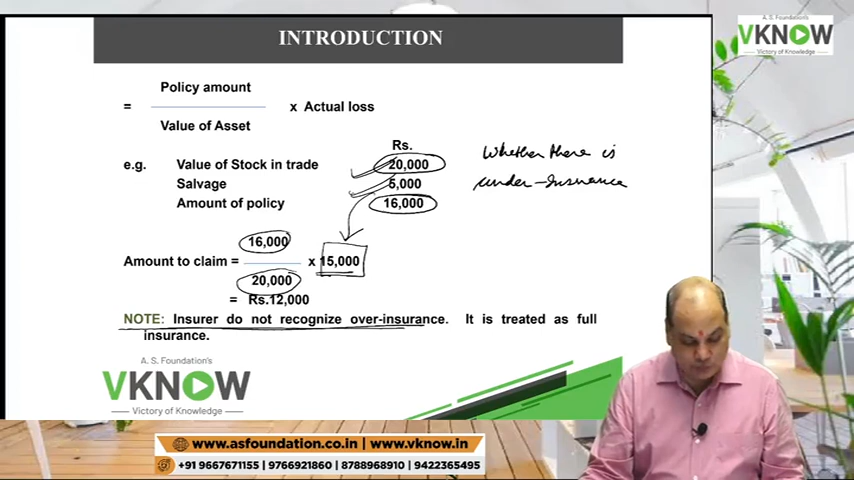 INTRODUCTION
A. S. Foundation's
VKNOW
Victory of Knowledge
Policy amount
= x Actual loss
Value of Asset
Rs.
e.g. Value of Stock in trade 20,000
Salvage 5,000
Amount of policy 16,000
Whether there is
under-Insurance
16,000
Amount to claim = x 15,000
20,000
= Rs.12,000
NOTE: Insurer do not recognize over-insurance. It is treated as full
insurance.
A. S. Foundation's
VKNOW
Victory of Knowledge
www.asfoundation.co.in | www.vknow.in
+91 9667671155 | 9766921860 | 8788968910 | 9422365495